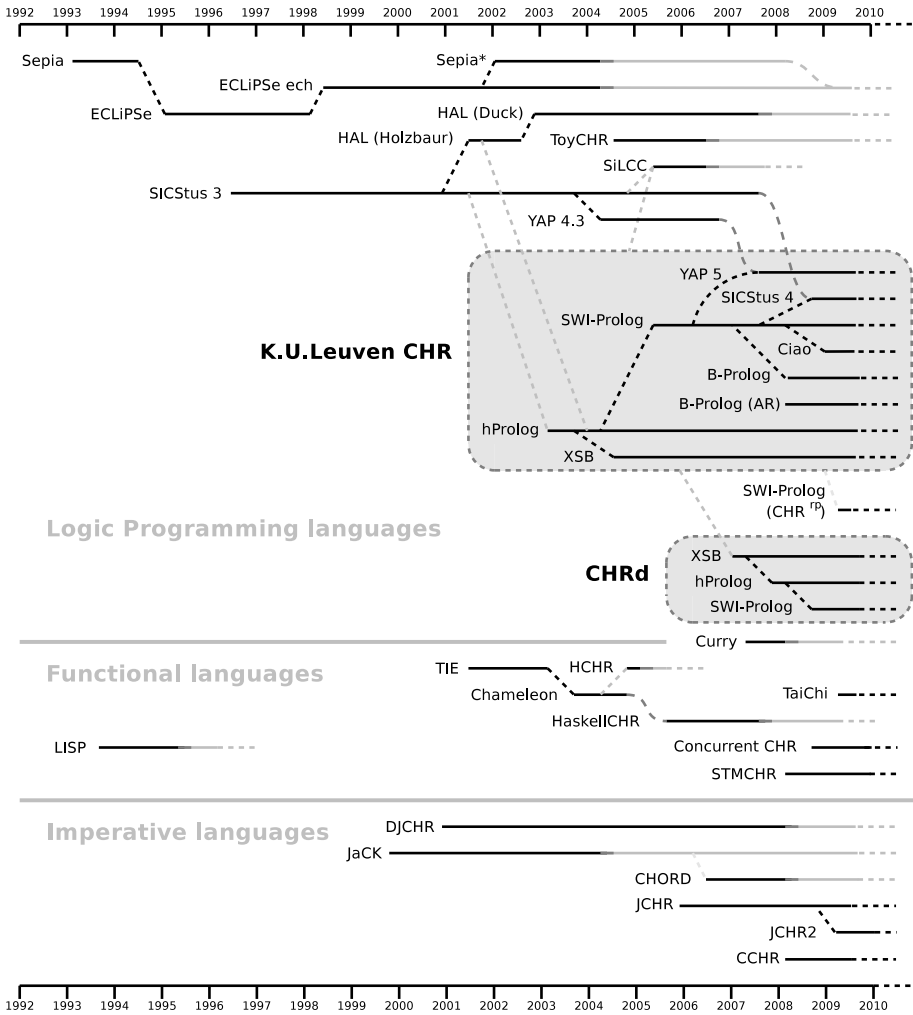 1992 1993 1994 1995 1996 1997 1998 1999 2000 2001 2002 2003 2004 2005 2006 2007 2008 2009 2010
Sepia
Sepia*
ECLiPSe ech
ECLiPSe
HAL (Duck)
HAL (Holzbaur)
ToyCHR
SiLCC
SICStus 3
YAP 4.3
YAP 5
SICStus 4
SWI-Prolog
K.U.Leuven CHR
Ciao
B-Prolog
B-Prolog (AR)
hProlog
XSB
SWI-Prolog
(CHR rp)
Logic Programming languages
XSB
CHRd
hProlog
SWI-Prolog
Curry
Functional languages
TIE
HCHR
Chameleon
TaiChi
HaskellCHR
LISP
Concurrent CHR
STMCHR
Imperative languages
DJCHR
JaCK
CHORD
JCHR
JCHR2
CCHR
1992 1993 1994 1995 1996 1997 1998 1999 2000 2001 2002 2003 2004 2005 2006 2007 2008 2009 2010